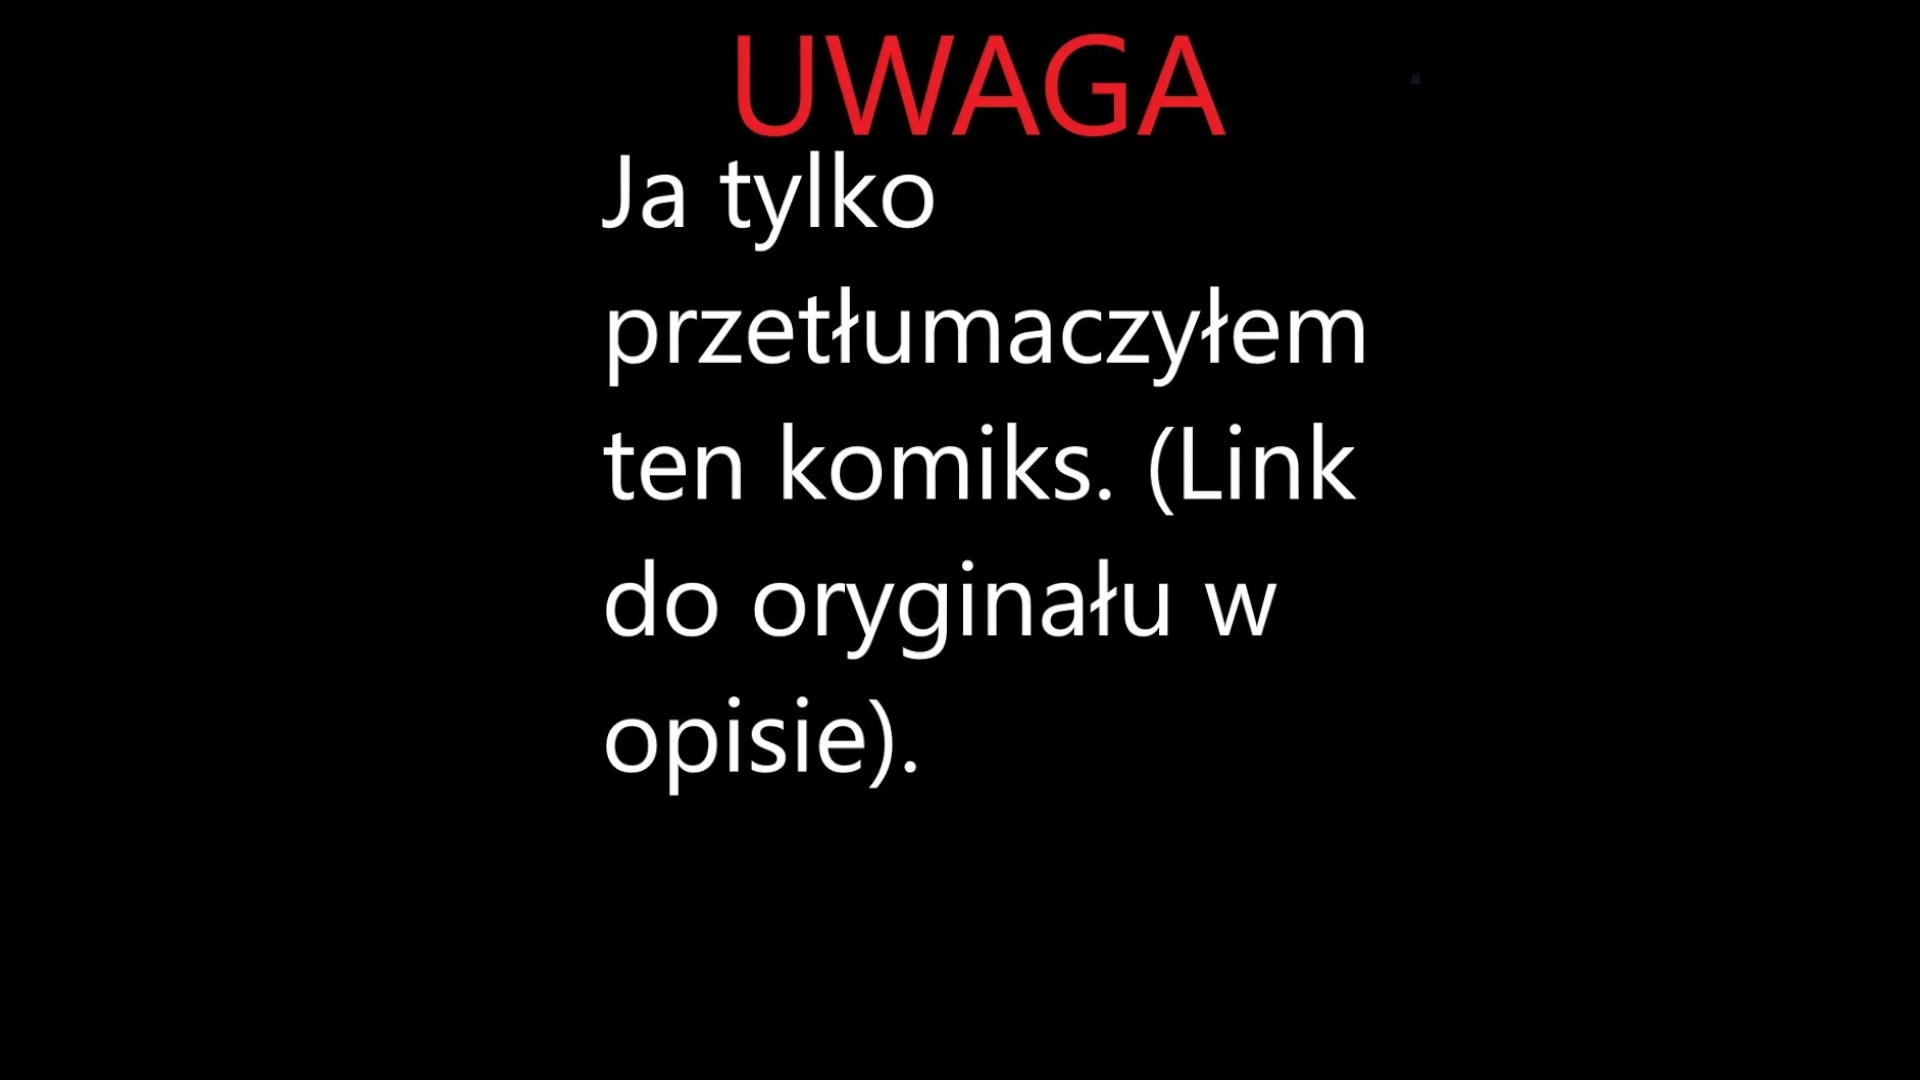 UWAGA
Ja tylko
przetłumaczyłem
ten komiks. (Link
do oryginału w
opisie).